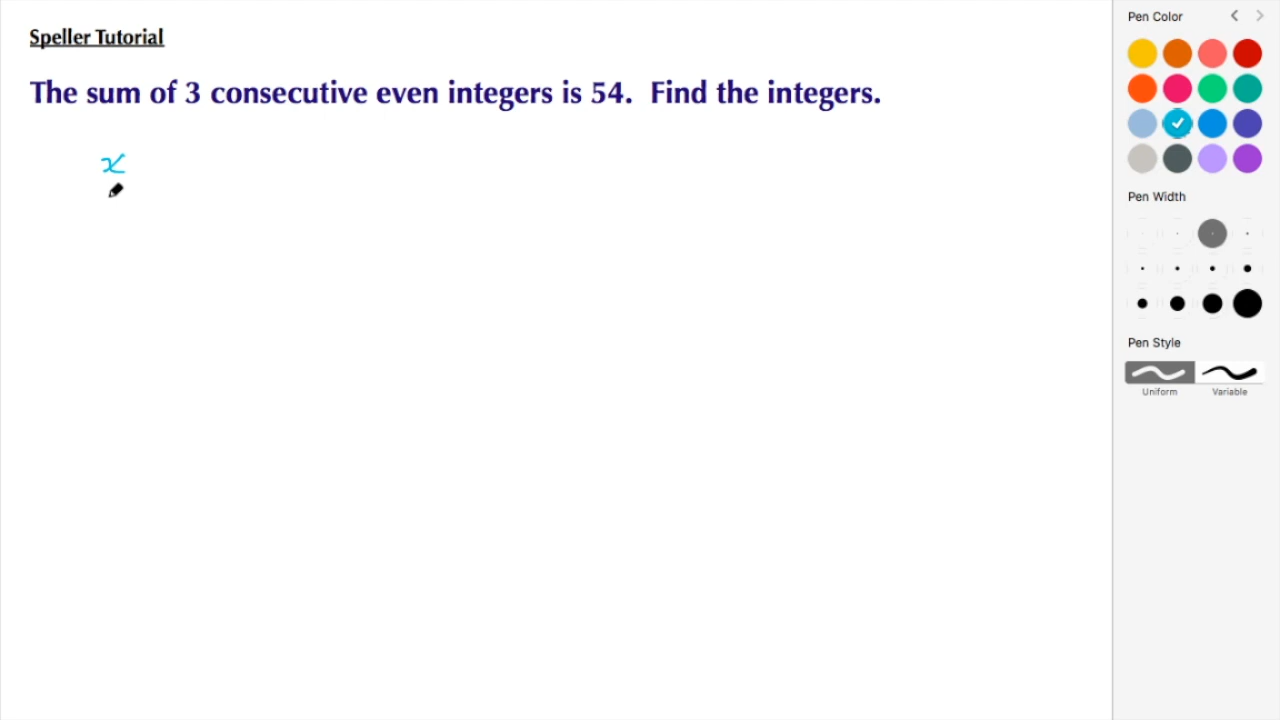 Speller Tutorial
The sum of 3 consecutive even integers is 54. Find the integers.
x
Pen Color
Pen Width
Pen Style
Uniform Variable